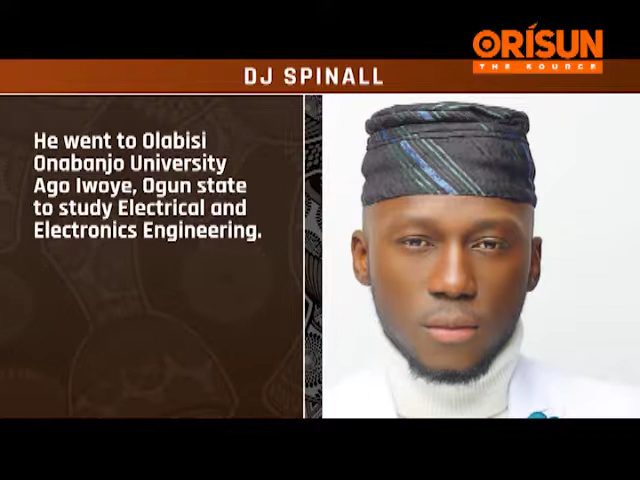 ORÍSUN
THE SOURCE
DJ SPINALL
He went to Olabisi
Onabanjo University
Ago Iwoye, Ogun state
to study Electrical and
Electronics Engineering.